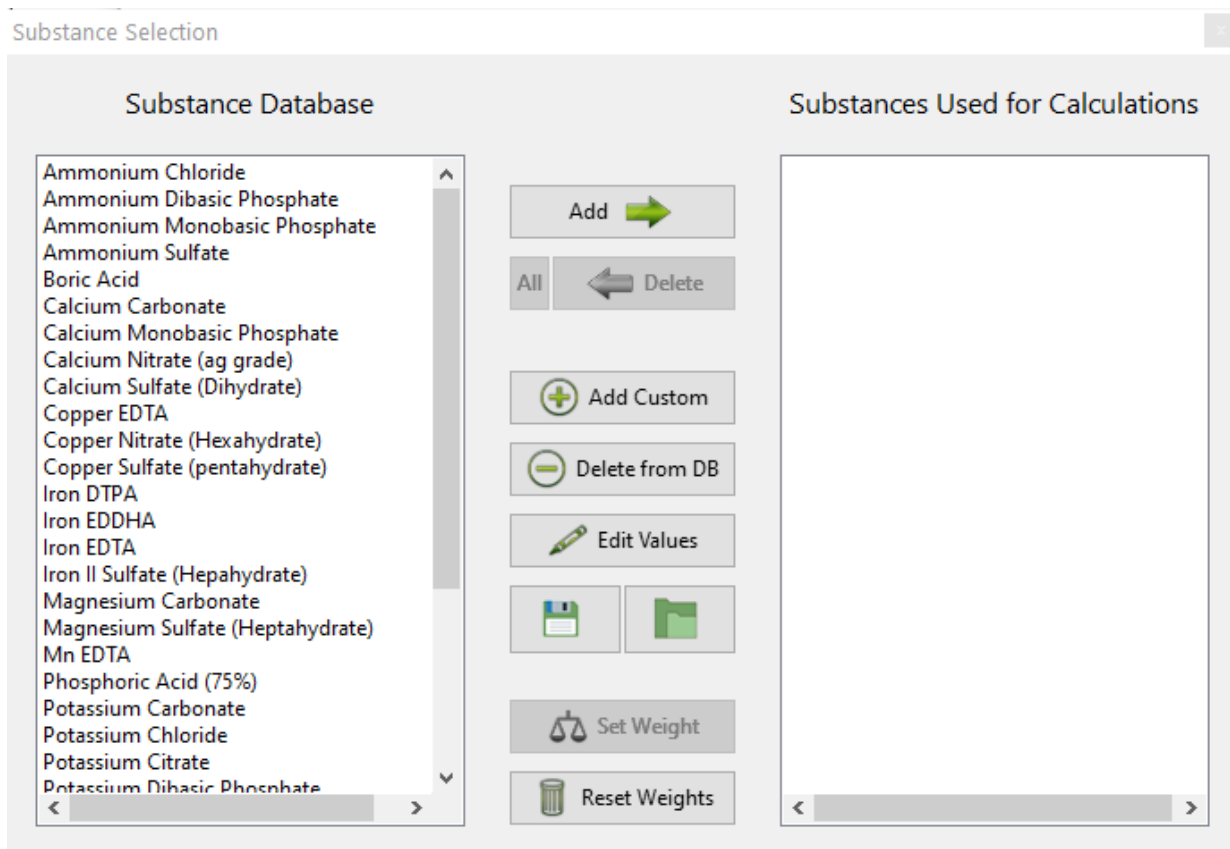 Substance Selection
Substance Database
Substances Used for Calculations
Ammonium Chloride
Ammonium Dibasic Phosphate
Ammonium Monobasic Phosphate
Ammonium Sulfate
Boric Acid
Calcium Carbonate
Calcium Monobasic Phosphate
Calcium Nitrate (ag grade)
Calcium Sulfate (Dihydrate)
Copper EDTA
Copper Nitrate (Hexahydrate)
Copper Sulfate (pentahydrate)
Iron DTPA
Iron EDDHA
Iron EDTA
Iron II Sulfate (Hepahydrate)
Magnesium Carbonate
Magnesium Sulfate (Heptahydrate)
Mn EDTA
Phosphoric Acid (75%)
Potassium Carbonate
Potassium Chloride
Potassium Citrate
Potassium Dibasic Phosphate
Add
All
Delete
Add Custom
Delete from DB
Edit Values
Set Weight
Reset Weights